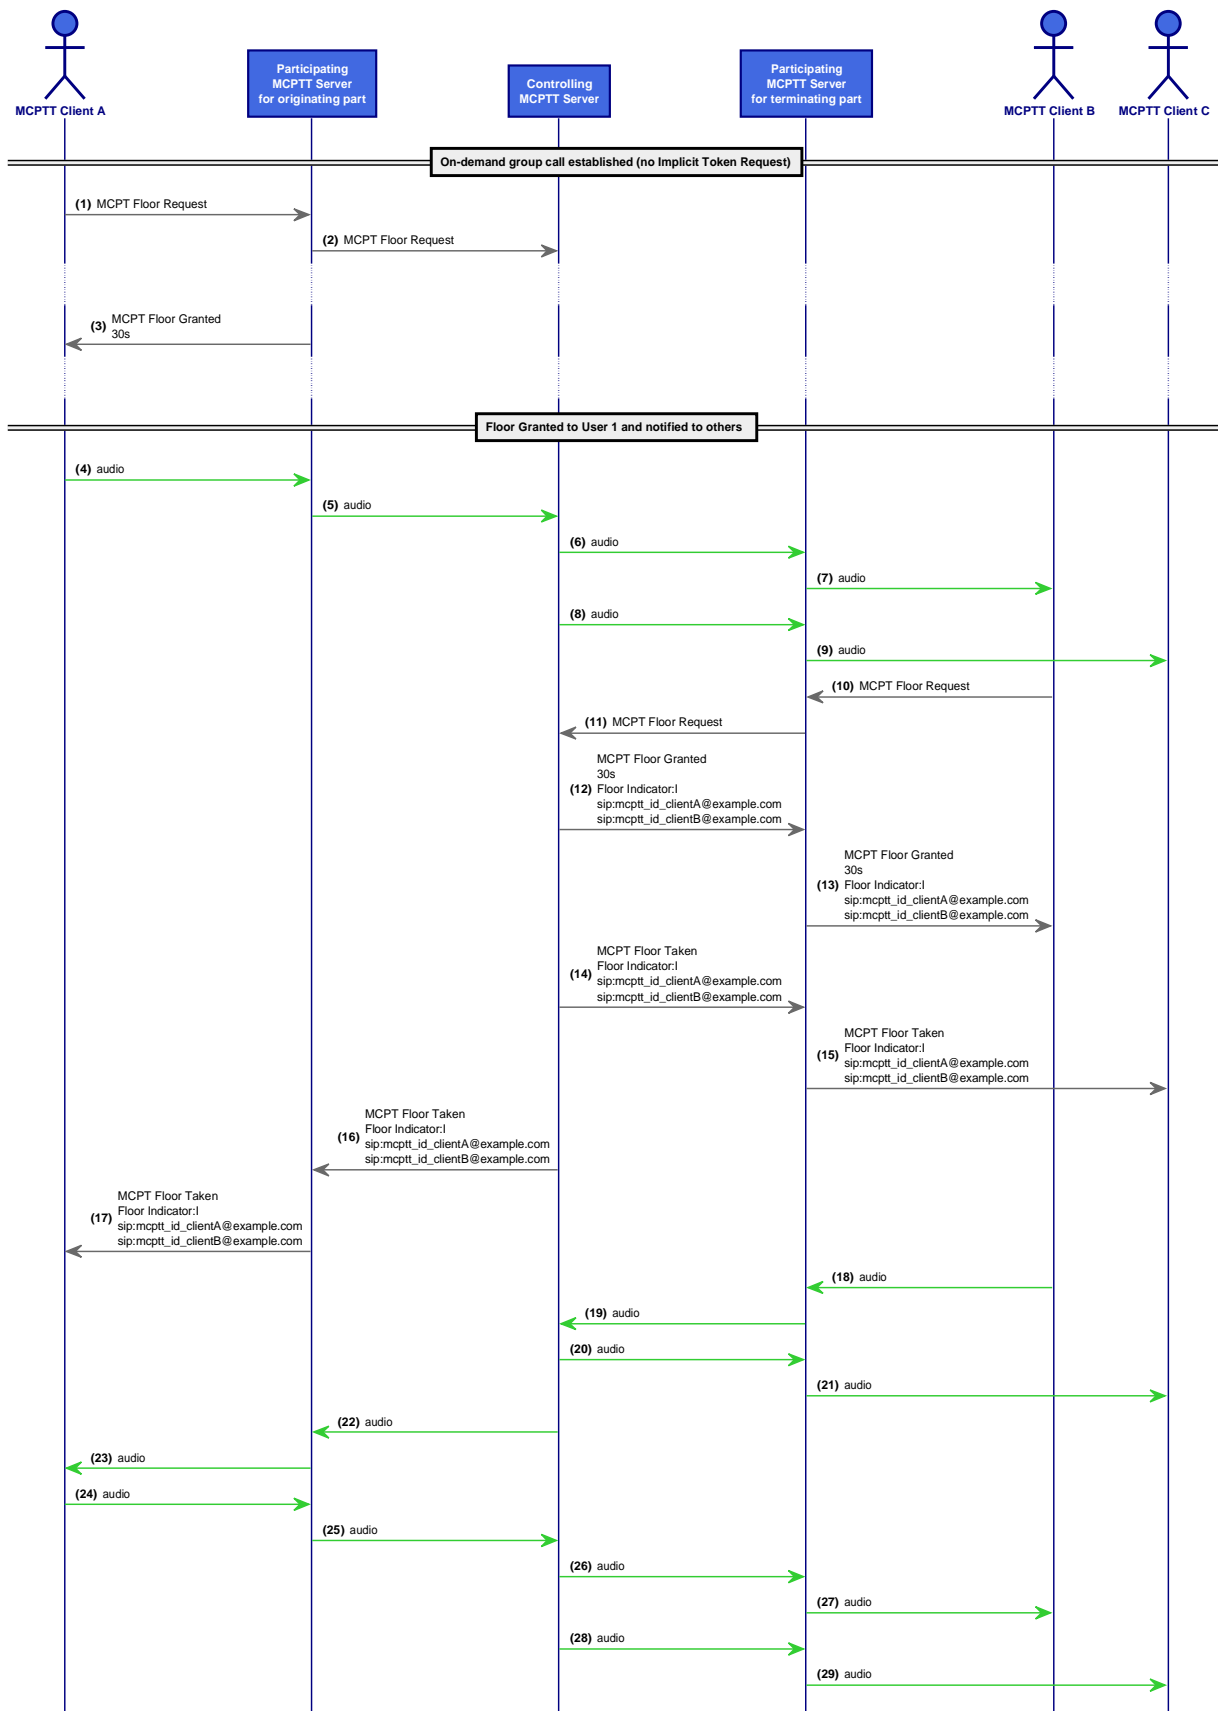 Participating
MCPTT Server
for originating part
Controlling
MCPTT Server
Participating
MCPTT Server
for terminating part
MCPTT Client A
MCPTT Client B
MCPTT Client C
On-demand group call established (no Implicit Token Request)
(1) MCPT Floor Request
(2) MCPT Floor Request
(3) MCPT Floor Granted
30s
Floor Granted to User 1 and notified to others
(4) audio
(5) audio
(6) audio
(7) audio
(8) audio
(9) audio
(10) MCPT Floor Request
(11) MCPT Floor Request
MCPT Floor Granted
30s
(12) Floor Indicator:I
sip:mcptt_id_clientA@example.com
sip:mcptt_id_clientB@example.com
MCPT Floor Granted
30s
(13) Floor Indicator:I
sip:mcptt_id_clientA@example.com
sip:mcptt_id_clientB@example.com
MCPT Floor Taken
Floor Indicator:I
(14) sip:mcptt_id_clientA@example.com
sip:mcptt_id_clientB@example.com
MCPT Floor Taken
Floor Indicator:I
(15) sip:mcptt_id_clientA@example.com
sip:mcptt_id_clientB@example.com
MCPT Floor Taken
Floor Indicator:I
(16) sip:mcptt_id_clientA@example.com
sip:mcptt_id_clientB@example.com
MCPT Floor Taken
Floor Indicator:I
(17) sip:mcptt_id_clientA@example.com
sip:mcptt_id_clientB@example.com
(18) audio
(19) audio
(20) audio
(21) audio
(22) audio
(23) audio
(24) audio
(25) audio
(26) audio
(27) audio
(28) audio
(29) audio